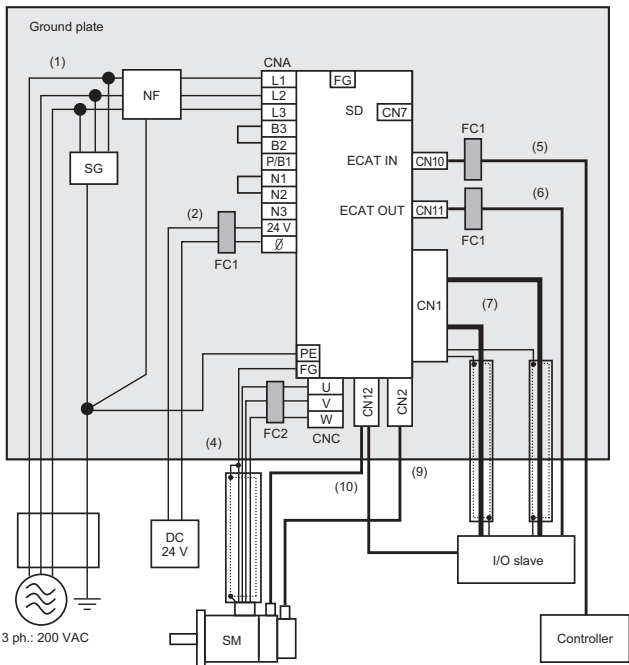 Ground plate
(1)
CNA
NF
L1
FG
L2
L3
SD
CN7
B3
B2
FC1
P/B1
ECAT IN
CN10
(5)
SG
N1
N2
(6)
N3
ECAT OUT
CN11
(2)
24 V
Ø
FC1
FC1
CN1
(7)
PE
FG
U
V
W
CN12
CN2
FC2
CNC
(4)
(10)
(9)
DC
24 V
I/O slave
3 ph.: 200 VAC
SM
Controller